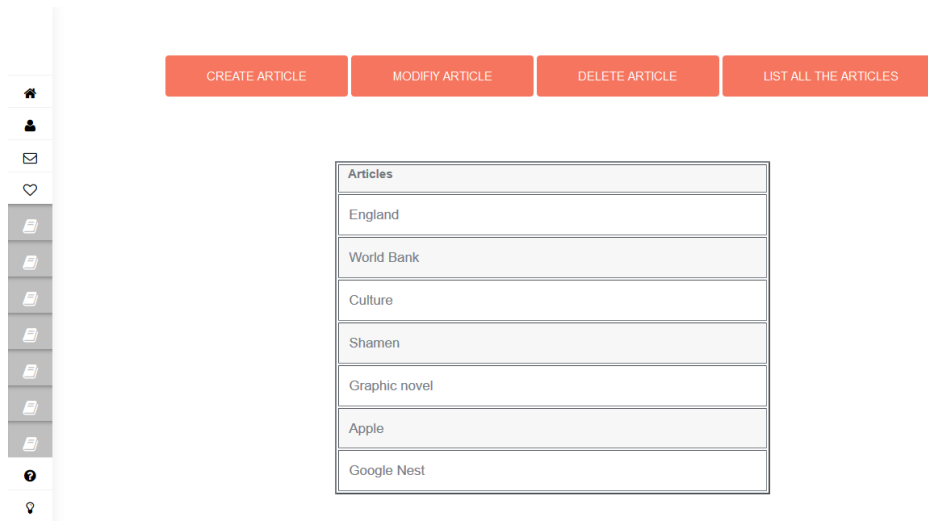 CREATE ARTICLE MODIFIY ARTICLE DELETE ARTICLE LIST ALL THE ARTICLES
Articles
England
World Bank
Culture
Shamen
Graphic novel
Apple
Google Nest